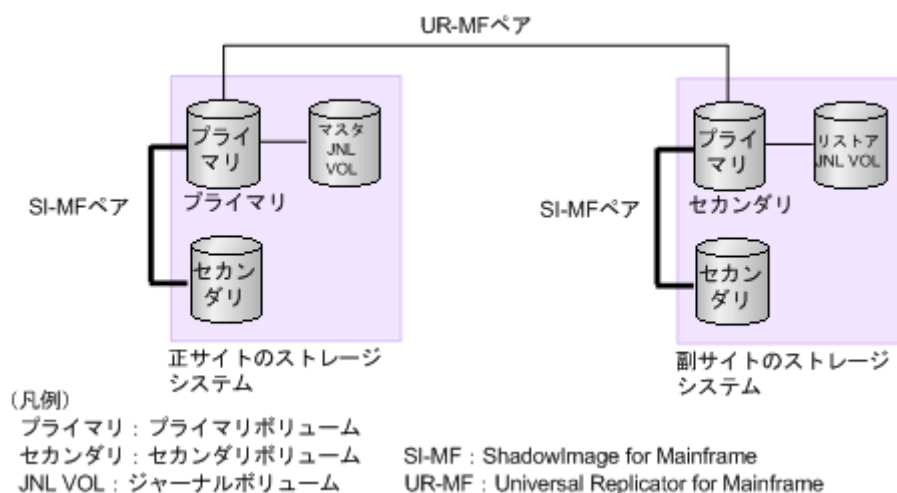 UR-MFペア
プライ
マリ
マスタ
JNL
VOL
プライマリ
SI-MFペア
セカン
ダリ
正サイトのストレージ
システム
プライ
マリ
リストア
JNL VOL
セカンダリ
SI-MFペア
セカン
ダリ
副サイトのストレージ
システム
(凡例)
プライマリ：プライマリボリューム
セカンダリ：セカンダリボリューム
SI-MF：ShadowImage for Mainframe
JNL VOL：ジャーナルボリューム
UR-MF：Universal Replicator for Mainframe